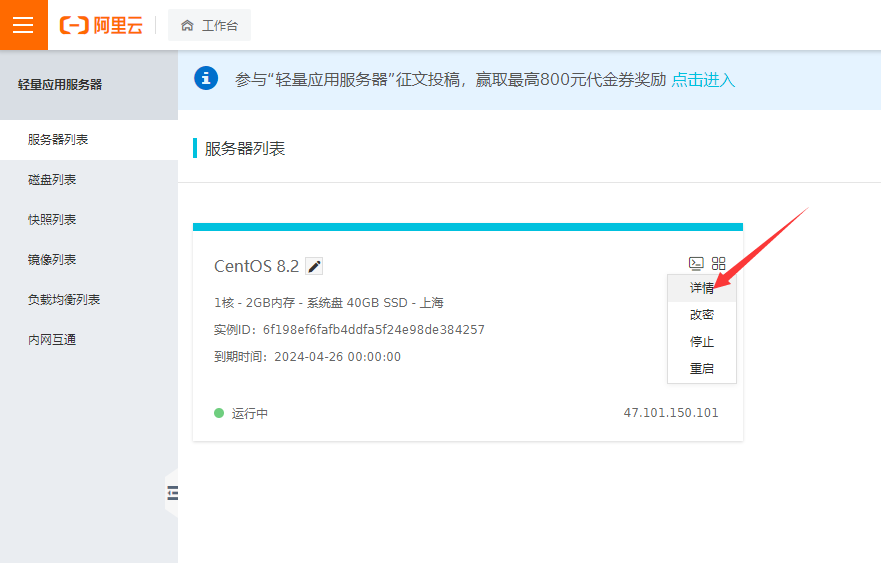 阿里云
工作台
轻量应用服务器
服务器列表
磁盘列表
快照列表
镜像列表
负载均衡列表
内网互通
参与“轻量应用服务器”征文投稿，赢取最高800元代金券奖励 点击进入
服务器列表
CentOS 8.2
1核 - 2GB内存 - 系统盘 40GB SSD - 上海
实例ID：6f198ef6fafb4ddfa5f24e98de384257
到期时间：2024-04-26 00:00:00
详情
改密
停止
重启
运行中
47.101.150.101